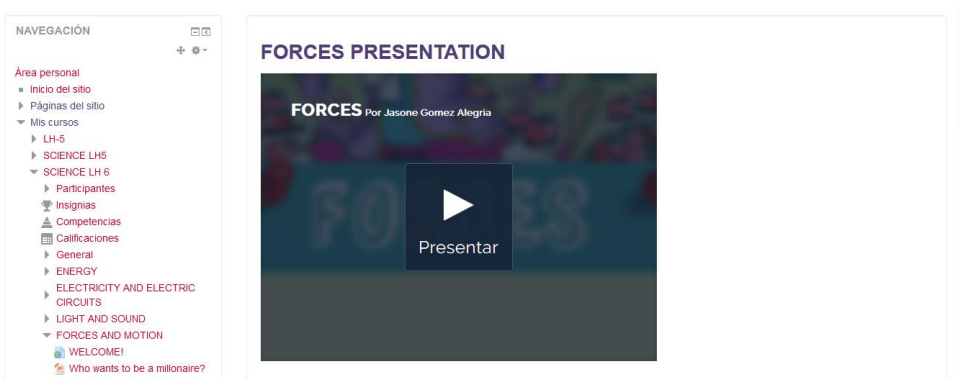 NAVEGACIÓN
Área personal
Inicio del sitio
Páginas del sitio
Mis cursos
LH-5
SCIENCE LH5
SCIENCE LH 6
Participantes
Insignias
Competencias
Calificaciones
General
ENERGY
ELECTRICITY AND ELECTRIC
CIRCUITS
LIGHT AND SOUND
FORCES AND MOTION
WELCOME!
Who wants to be a millonaire?
FORCES PRESENTATION
FORCES Por Jasone Gomez Alegria
FORCES
Presentar